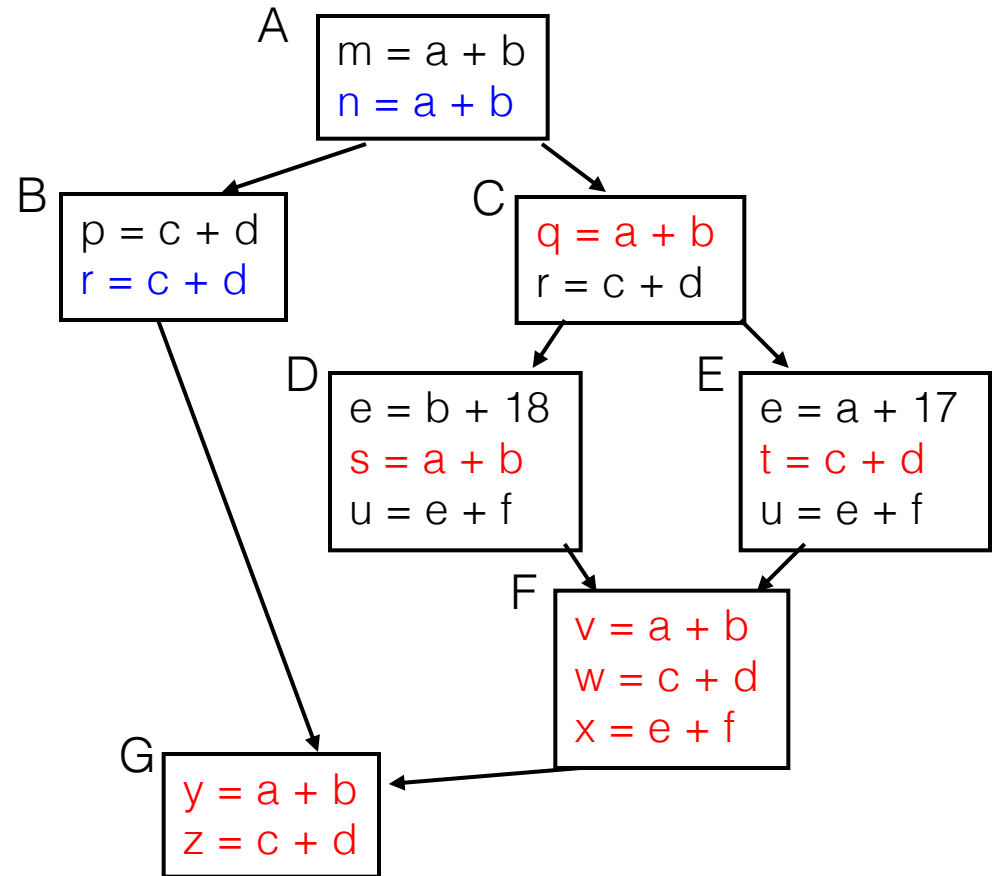 A
m = a + b
n = a + b
B
p = c + d
r = c + d
C
q = a + b
r = c + d
D
e = b + 18
s = a + b
u = e + f
E
e = a + 17
t = c + d
u = e + f
F
v = a + b
w = c + d
x = e + f
G
y = a + b
z = c + d